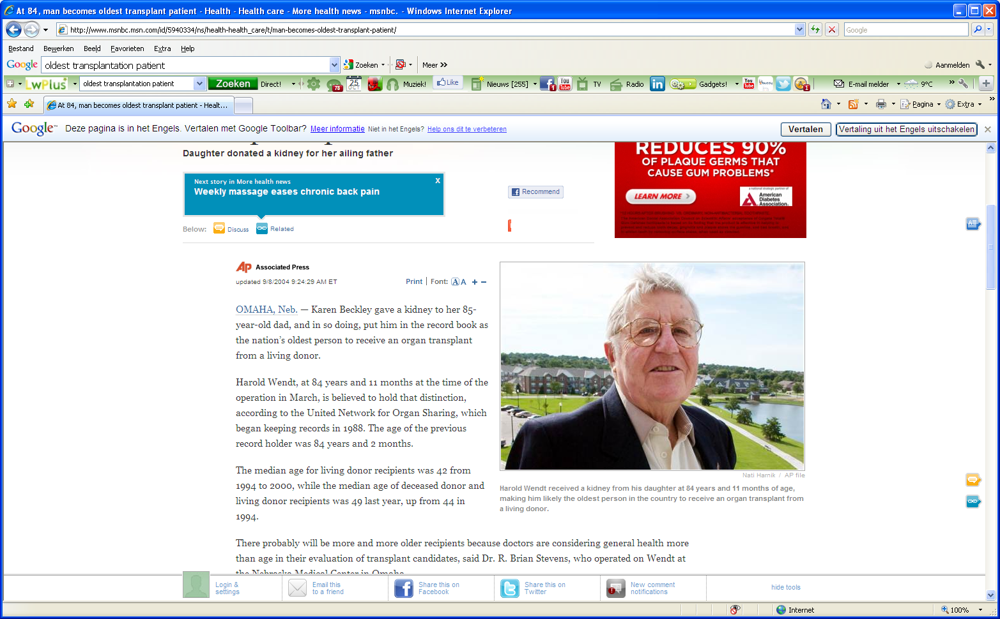 At 84, man becomes oldest transplant patient - Health - Health care - More health news - msnbc. - Windows Internet Explorer
http://www.msnbc.msn.com/id/5940334/ns/health-health_care/t/man-becomes-oldest-transplant-patient/
Google
Bestand Bewerken Beeld Favorieten Extra Help
Google oldest transplantation patient Zoeken Meer Aanmelden
LwPlus oldest transplantation patient Zoeken Direct! 78 25 OCT Muziek! Like Nieuws [255] 1 You Tube TV Radio in Gadgets! You Tube 1 E-mail melder 9°C
At 84, man becomes oldest transplant patient - Healt... Pagina Extra
Google Deze pagina is in het Engels. Vertalen met Google Toolbar? Meer informatie Niet in het Engels? Help ons dit te verbeteren Vertalen Vertaling uit het Engels uitschakelen
Daughter donated a kidney for her ailing father
Next story in More health news x
Weekly massage eases chronic back pain
Below: Discuss Related
Recommend
REDUCES 90%
OF PLAQUE GERMS THAT
CAUSE GUM PROBLEMS*
LEARN MORE
American
Diabetes
Association
AP Associated Press
updated 9/8/2004 9:24:29 AM ET
Print | Font: A A + −
OMAHA, Neb. — Karen Beckley gave a kidney to her 85-
year-old dad, and in so doing, put him in the record book as
the nation's oldest person to receive an organ transplant
from a living donor.
Harold Wendt, at 84 years and 11 months at the time of the
operation in March, is believed to hold that distinction,
according to the United Network for Organ Sharing, which
began keeping records in 1988. The age of the previous
record holder was 84 years and 2 months.
The median age for living donor recipients was 42 from
1994 to 2000, while the median age of deceased donor and
living donor recipients was 49 last year, up from 44 in
1994.
Nati Harnik / AP file
Harold Wendt received a kidney from his daughter at 84 years and 11 months of age,
making him likely the oldest person in the country to receive an organ transplant from
a living donor.
There probably will be more and more older recipients because doctors are considering general health more
than age in their evaluation of transplant candidates, said Dr. R. Brian Stevens, who operated on Wendt at
the Nebraska Medical Center in Omaha.
Login &
settings
Email this
to a friend
Share this on
Facebook
Share this on
Twitter
New comment
notifications
hide tools
Internet 100%